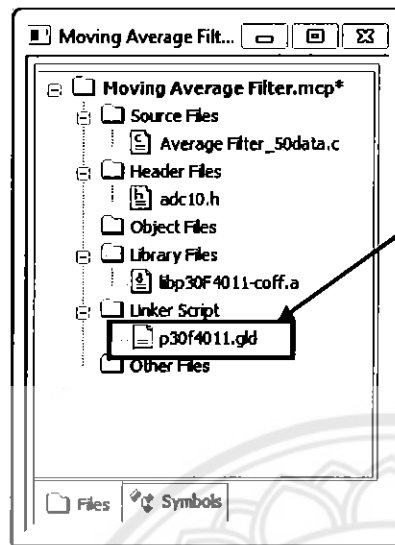 Moving Average Filt...
Moving Average Filter.mcp*
Source Files
Average Filter_50data.c
Header Files
adc10.h
Object Files
Library Files
libp30F4011-coff.a
Linker Script
p30f4011.gld
Other Files
Files Symbols